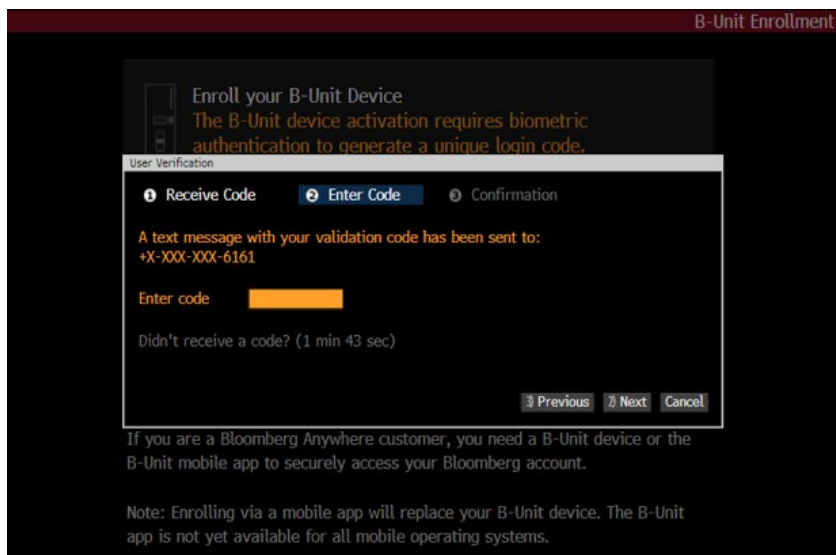 B-Unit Enrollment
Enroll your B-Unit Device
The B-Unit device activation requires biometric
authentication to generate a unique login code.
User Verification
1 Receive Code 2 Enter Code 3 Confirmation
A text message with your validation code has been sent to:
+X-XXX-XXX-6161
Enter code
Didn't receive a code? (1 min 43 sec)
3) Previous 7) Next Cancel
If you are a Bloomberg Anywhere customer, you need a B-Unit device or the
B-Unit mobile app to securely access your Bloomberg account.
Note: Enrolling via a mobile app will replace your B-Unit device. The B-Unit
app is not yet available for all mobile operating systems.